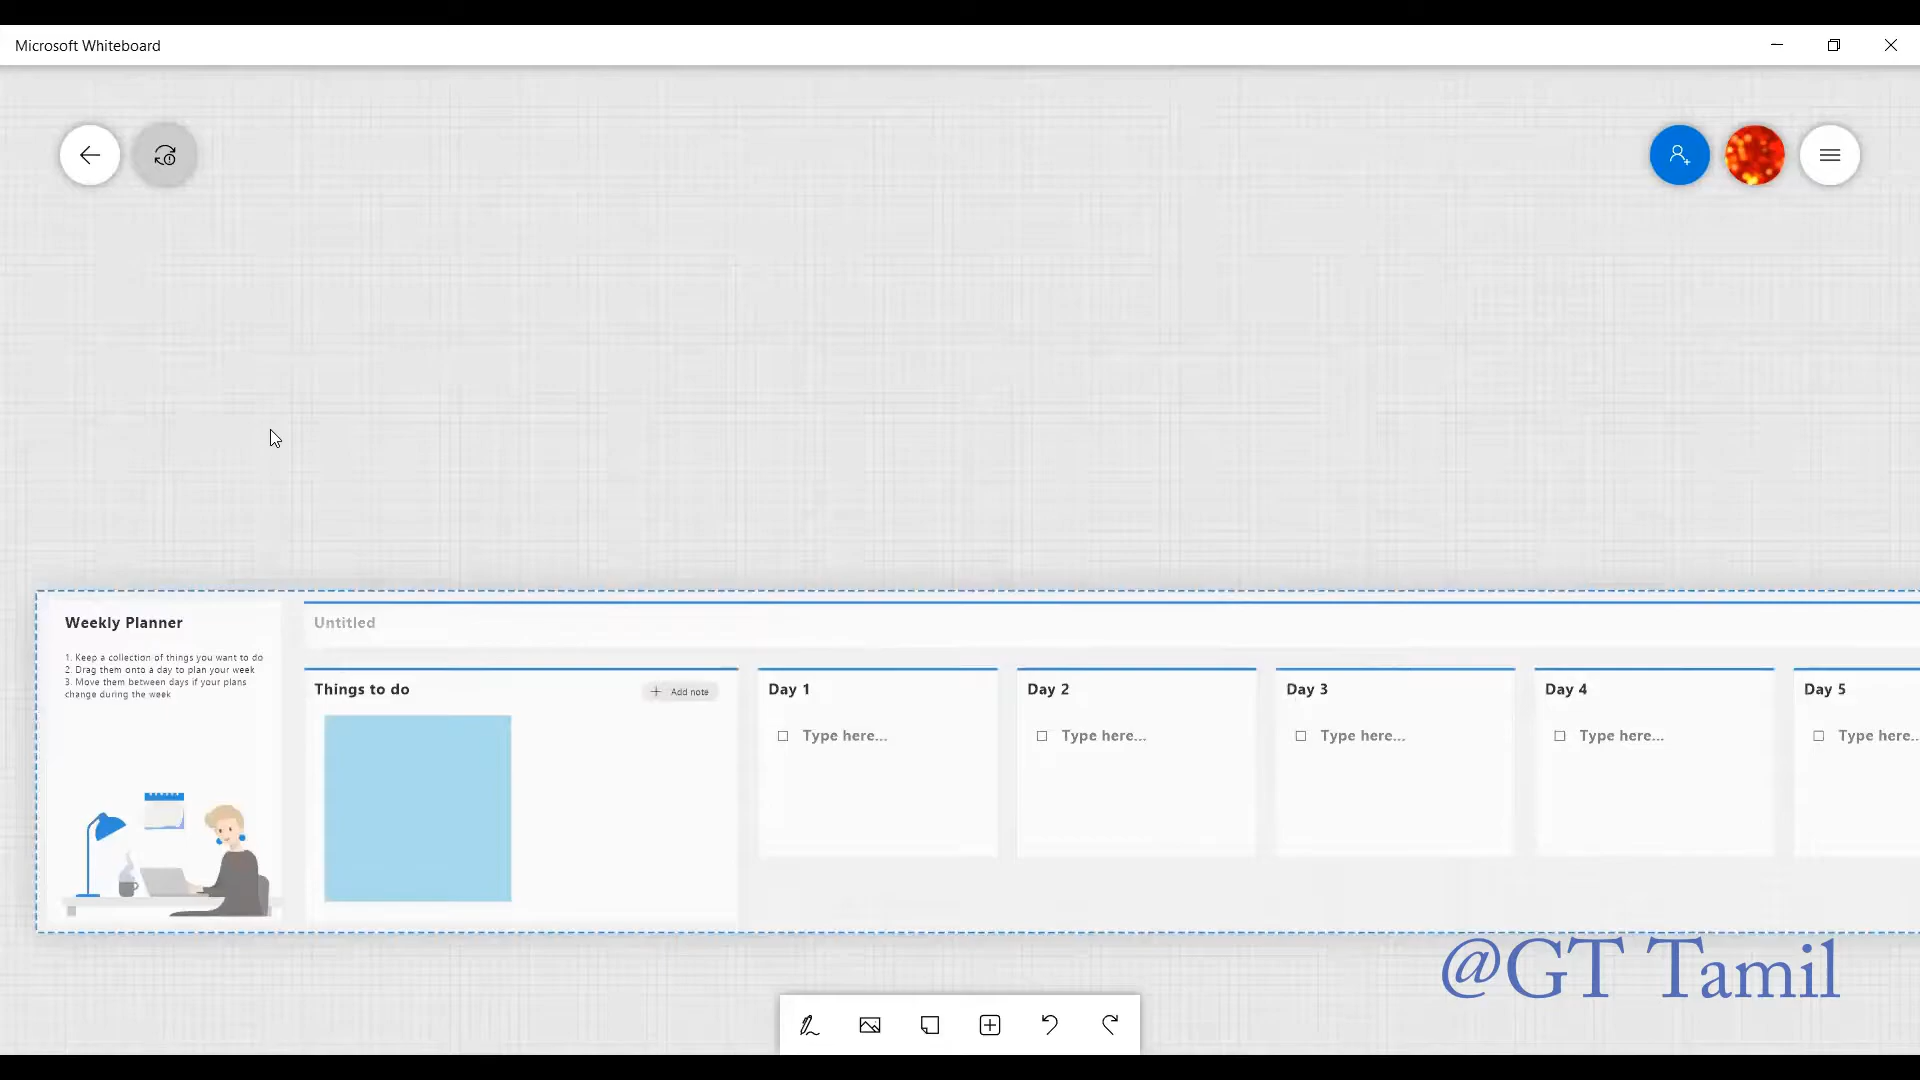 Microsoft Whiteboard
Weekly Planner
1. Keep a collection of things you want to do
2. Drag them onto a day to plan your week
3. Move them between days if your plans
change during the week
Untitled
Things to do
Add note
Day 1
Type here...
Day 2
Type here...
Day 3
Type here...
Day 4
Type here...
Day 5
Type here..
@GT Tamil